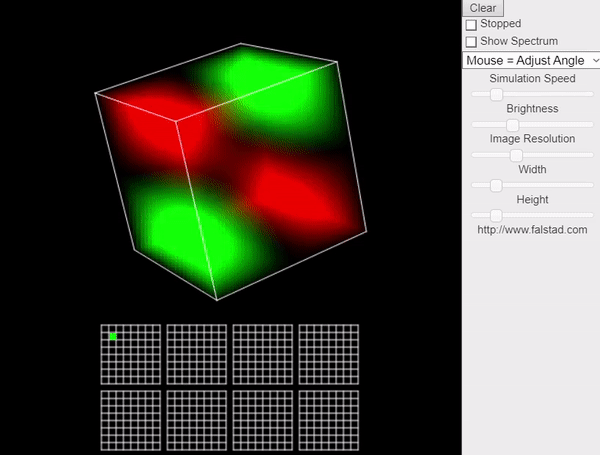 Clear
Stopped
Show Spectrum
Mouse = Adjust Angle
Simulation Speed
Brightness
Image Resolution
Width
Height
http://www.falstad.com